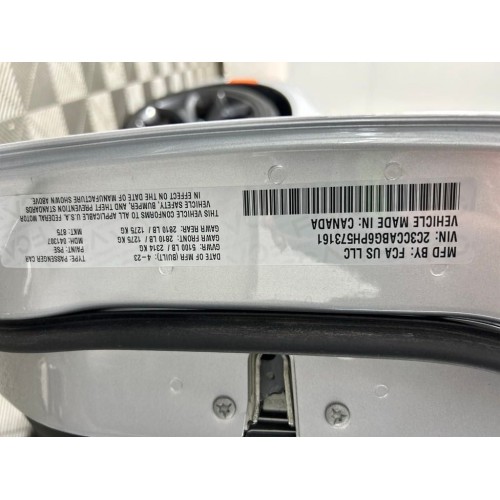 MFD BY: FCA US LLC
VIN: 2C3CCABG6PH573161
VEHICLE MADE IN: CANADA
DATE OF MFR (BUILT): 4-23
GVWR 5100 LB / 2314 KG
GAWR FRONT: 2810 LB / 1275 KG
GAWR REAR: 2810 LB / 1275 KG
TYPE: PASSENGER CAR
PAINT: PSE
MDH: 041307
MNT: 875
THIS VEHICLE CONFORMS TO ALL APPLICABLE U.S.A. FEDERAL MOTOR
VEHICLE SAFETY, BUMPER, AND THEFT PREVENTION STANDARDS
IN EFFECT ON THE DATE OF MANUFACTURE SHOWN ABOVE.